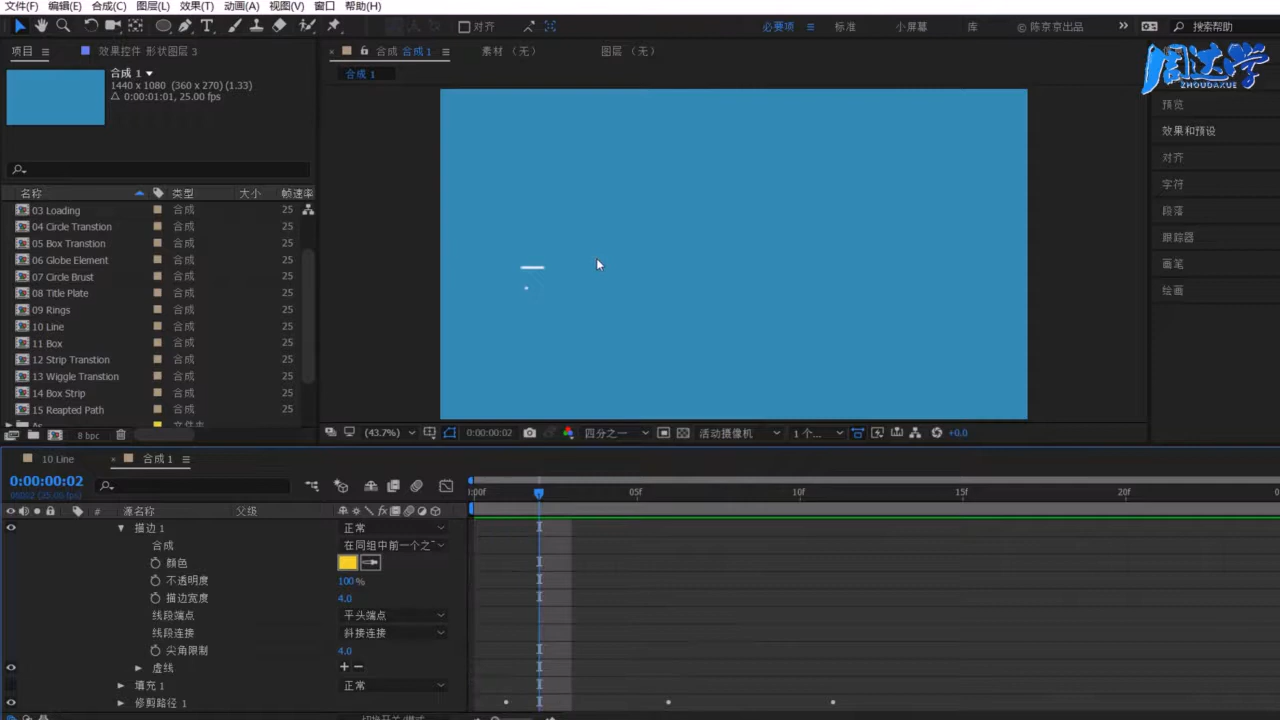 文件(F) 编辑(E) 合成(C) 图层(L) 效果(T) 动画(A) 视图(V) 窗口 帮助(H)
对齐 必要项 标准 小屏幕 库 © 陈京京出品 搜索帮助
项目 效果控件 形状图层 3 合成 合成 1 素材 (无) 图层 (无)
周达学
ZHOUDAXUE
合成 1
合成 1
1440 x 1080 (360 x 270) (1.33)
△ 0:00:01:01, 25.00 fps
预览
效果和预设
对齐
字符
段落
跟踪器
画笔
绘画
名称 类型 大小 帧速率
03 Loading 合成 25
04 Circle Transtion 合成 25
05 Box Transtion 合成 25
06 Globe Element 合成 25
07 Circle Brust 合成 25
08 Title Plate 合成 25
09 Rings 合成 25
10 Line 合成 25
11 Box 合成 25
12 Strip Transtion 合成 25
13 Wiggle Transtion 合成 25
14 Box Strip 合成 25
15 Reapted Path 合成 25
8 bpc
(43.7%) 0:00:00:02 四分之一 活动摄像机 1 个... +0.0
10 Line 合成 1
0:00:00:02
00002 (25.00 fps)
:00f 05f 10f 15f 20f
# 源名称 父级
描边 1 正常
合成 在同组中前一个之
颜色
不透明度 100 %
描边宽度 4.0
线段端点 平头端点
线段连接 斜接连接
尖角限制 4.0
虚线 + −
填充 1 正常
修剪路径 1